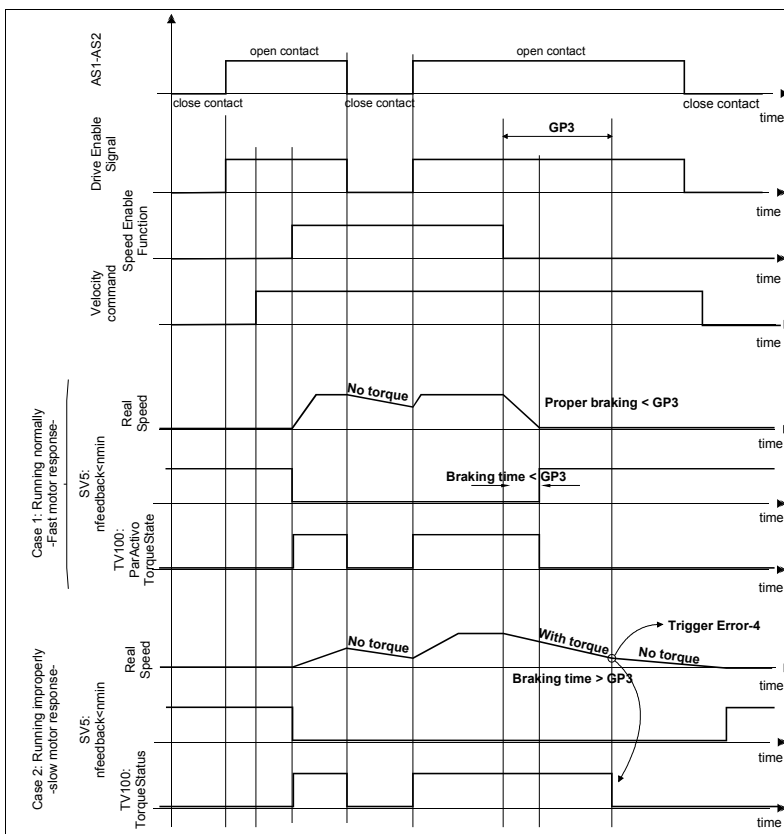 AS1-AS2
open contact
open contact
close contact
close contact
close contact
time
time
GP3
Drive Enable
Signal
time
time
Speed Enable
Function
time
time
Velocity
command
time
Case 1: Running normally
-Fast motor response-
Real
Speed
No torque
Proper braking < GP3
time
SV5:
nfeedback<nmin
Braking time < GP3
time
TV100:
ParActivo
TorqueState
time
Case 2: Running improperly
-slow motor response-
Real
Speed
No torque
With torque
No torque
Trigger Error-4
Braking time > GP3
time
SV5:
nfeedback<nmin
time
TV100:
TorqueStatus
time